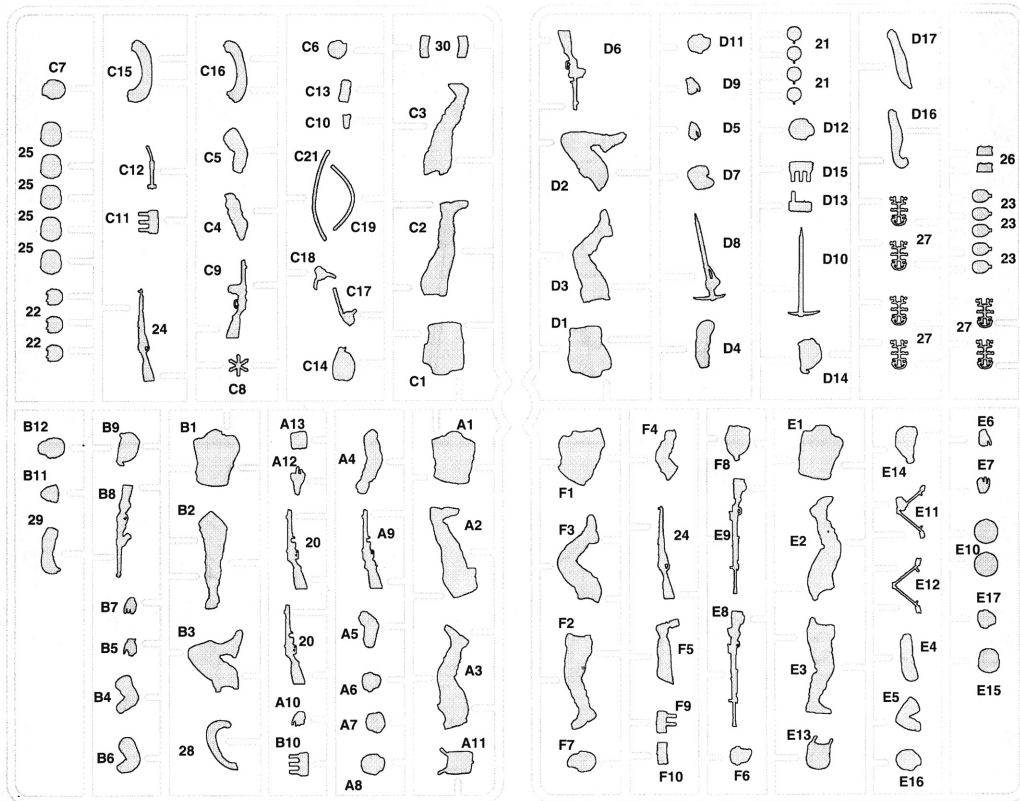 C7
25
25
25
25
22
22
C15
C12
C11
24
C16
C5
C4
C9
C8
C6
C13
C10
C21
C19
C18
C17
C14
30
C3
C2
C1
D6
D2
D3
D1
D11
D9
D5
D7
D8
D4
21
21
D12
D15
D13
D10
D14
D17
D16
27
27
26
23
23
23
27
B12
B11
29
B9
B8
B7
B5
B4
B6
B1
B2
B3
28
A13
A12
20
20
A10
B10
A4
A9
A5
A6
A7
A8
A1
A2
A3
A11
F1
F3
F2
F7
F4
24
F5
F9
F10
F8
E9
E8
F6
E1
E2
E3
E13
E14
E11
E12
E4
E5
E16
E6
E7
E10
E17
E15